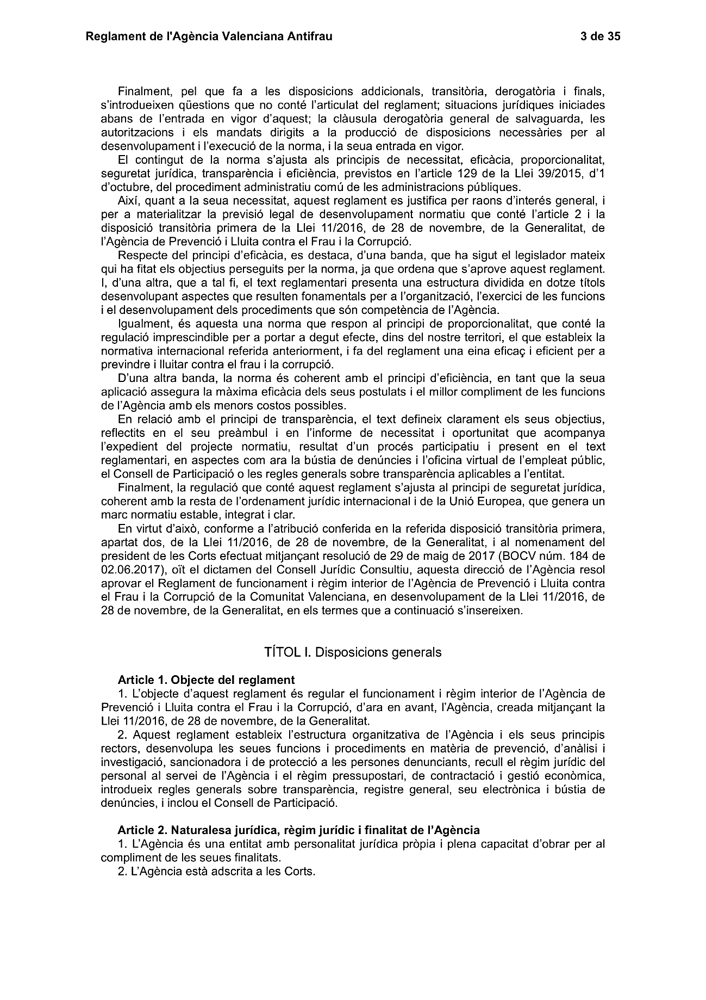 Reglament de l'Agència Valenciana Antifrau 3 de 35
Finalment, pel que fa a les disposicions addicionals, transitòria, derogatòria i finals,
s’introdueixen qüestions que no conté l’articulat del reglament; situacions jurídiques iniciades
abans de l’entrada en vigor d’aquest; la clàusula derogatòria general de salvaguarda, les
autoritzacions i els mandats dirigits a la producció de disposicions necessàries per al
desenvolupament i l’execució de la norma, i la seua entrada en vigor.
El contingut de la norma s’ajusta als principis de necessitat, eficàcia, proporcionalitat,
seguretat jurídica, transparència i eficiència, previstos en l’article 129 de la Llei 39/2015, d’1
d’octubre, del procediment administratiu comú de les administracions públiques.
Així, quant a la seua necessitat, aquest reglament es justifica per raons d’interés general, i
per a materialitzar la previsió legal de desenvolupament normatiu que conté l’article 2 i la
disposició transitòria primera de la Llei 11/2016, de 28 de novembre, de la Generalitat, de
l’Agència de Prevenció i Lluita contra el Frau i la Corrupció.
Respecte del principi d’eficàcia, es destaca, d’una banda, que ha sigut el legislador mateix
qui ha fitat els objectius perseguits per la norma, ja que ordena que s’aprove aquest reglament.
I, d’una altra, que a tal fi, el text reglamentari presenta una estructura dividida en dotze títols
desenvolupant aspectes que resulten fonamentals per a l’organització, l’exercici de les funcions
i el desenvolupament dels procediments que són competència de l’Agència.
Igualment, és aquesta una norma que respon al principi de proporcionalitat, que conté la
regulació imprescindible per a portar a degut efecte, dins del nostre territori, el que estableix la
normativa internacional referida anteriorment, i fa del reglament una eina eficaç i eficient per a
previndre i lluitar contra el frau i la corrupció.
D’una altra banda, la norma és coherent amb el principi d’eficiència, en tant que la seua
aplicació assegura la màxima eficàcia dels seus postulats i el millor compliment de les funcions
de l’Agència amb els menors costos possibles.
En relació amb el principi de transparència, el text defineix clarament els seus objectius,
reflectits en el seu preàmbul i en l’informe de necessitat i oportunitat que acompanya
l’expedient del projecte normatiu, resultat d’un procés participatiu i present en el text
reglamentari, en aspectes com ara la bústia de denúncies i l’oficina virtual de l’empleat públic,
el Consell de Participació o les regles generals sobre transparència aplicables a l’entitat.
Finalment, la regulació que conté aquest reglament s’ajusta al principi de seguretat jurídica,
coherent amb la resta de l’ordenament jurídic internacional i de la Unió Europea, que genera un
marc normatiu estable, integrat i clar.
En virtut d’això, conforme a l’atribució conferida en la referida disposició transitòria primera,
apartat dos, de la Llei 11/2016, de 28 de novembre, de la Generalitat, i al nomenament del
president de les Corts efectuat mitjançant resolució de 29 de maig de 2017 (BOCV núm. 184 de
02.06.2017), oït el dictamen del Consell Jurídic Consultiu, aquesta direcció de l’Agència resol
aprovar el Reglament de funcionament i règim interior de l’Agència de Prevenció i Lluita contra
el Frau i la Corrupció de la Comunitat Valenciana, en desenvolupament de la Llei 11/2016, de
28 de novembre, de la Generalitat, en els termes que a continuació s’insereixen.
TÍTOL I. Disposicions generals
Article 1. Objecte del reglament
1. L’objecte d’aquest reglament és regular el funcionament i règim interior de l’Agència de
Prevenció i Lluita contra el Frau i la Corrupció, d’ara en avant, l’Agència, creada mitjançant la
Llei 11/2016, de 28 de novembre, de la Generalitat.
2. Aquest reglament estableix l’estructura organitzativa de l’Agència i els seus principis
rectors, desenvolupa les seues funcions i procediments en matèria de prevenció, d’anàlisi i
investigació, sancionadora i de protecció a les persones denunciants, recull el règim jurídic del
personal al servei de l’Agència i el règim pressupostari, de contractació i gestió econòmica,
introdueix regles generals sobre transparència, registre general, seu electrònica i bústia de
denúncies, i inclou el Consell de Participació.
Article 2. Naturalesa jurídica, règim jurídic i finalitat de l’Agència
1. L’Agència és una entitat amb personalitat jurídica pròpia i plena capacitat d’obrar per al
compliment de les seues finalitats.
2. L’Agència està adscrita a les Corts.